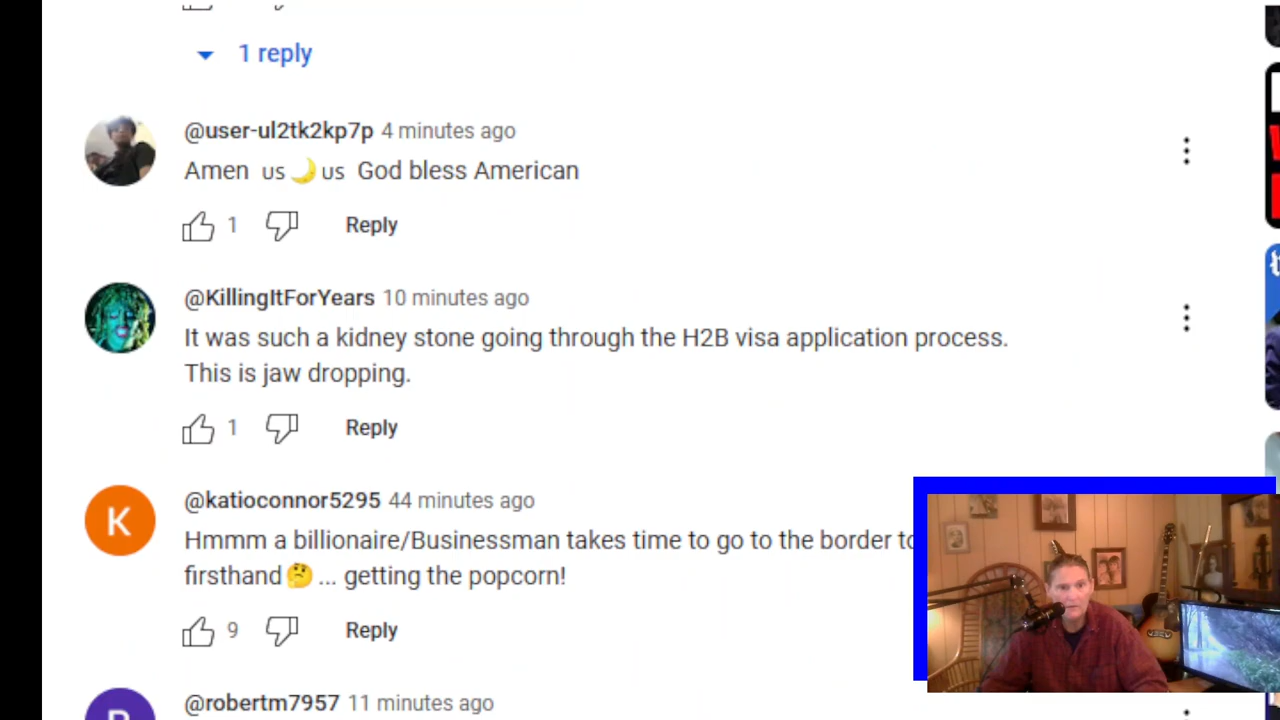 1 reply
@user-ul2tk2kp7p 4 minutes ago
Amen us🌙us God bless American
1 Reply
@KillingItForYears 10 minutes ago
It was such a kidney stone going through the H2B visa application process.
This is jaw dropping.
1 Reply
K
@katioconnor5295 44 minutes ago
Hmmm a billionaire/Businessman takes time to go to the border to
firsthand🤔... getting the popcorn!
9 Reply
@robertm7957 11 minutes ago